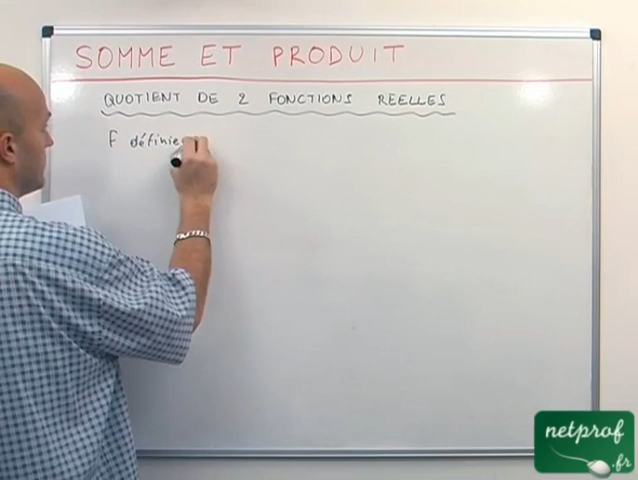 SOMME ET PRODUIT
QUOTIENT DE 2 FONCTIONS REELLES
F définie
netprof
.fr